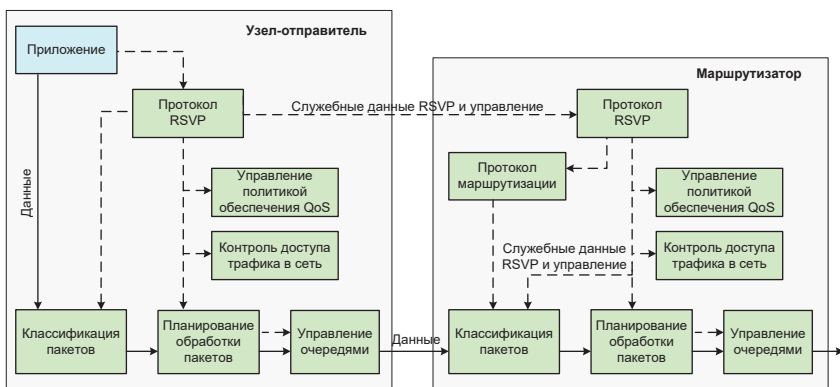 Узел-отправитель
Приложение
Маршрутизатор
Протокол
RSVP
Служебные данные RSVP и управление
Протокол
RSVP
Протокол
маршрутизации
Управление
политикой
обеспечения QoS
Управление
политикой
обеспечения QoS
Данные
Контроль доступа
трафика в сеть
Служебные данные
RSVP и управление
Контроль доступа
трафика в сеть
Классификация
пакетов
Планирование
обработки
пакетов
Управление
очередями
Данные
Классификация
пакетов
Планирование
обработки
пакетов
Управление
очередями